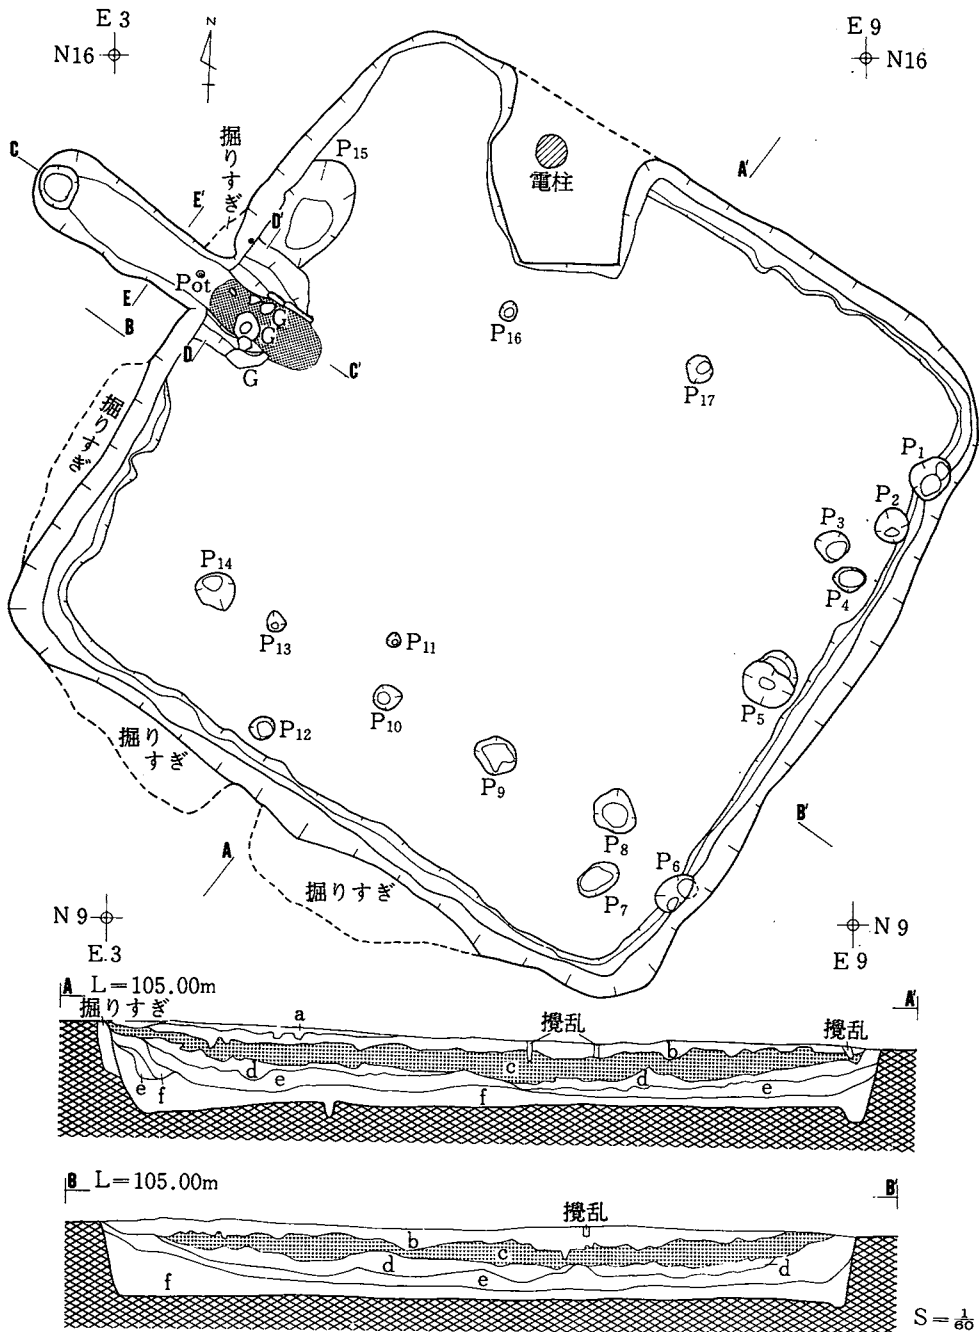 E 3
N16
N
E 9
N16
掘りすぎ
P15
電柱
A'
C
E'
D'
Pot
E
B
D
G
G
G
C'
P16
P17
掘りすぎ
P1
P2
P3
P4
P14
P13
P11
P5
P10
P12
掘り
すぎ
P9
P8
B'
A
P7
P6
掘りすぎ
N 9
E.3
N 9
E 9
A L=105.00m A'
掘りすぎ a 攪乱 攪乱
b
c
d d
e e e
f f
B L=105.00m B'
攪乱
b
c
d d
f e
S=1/60